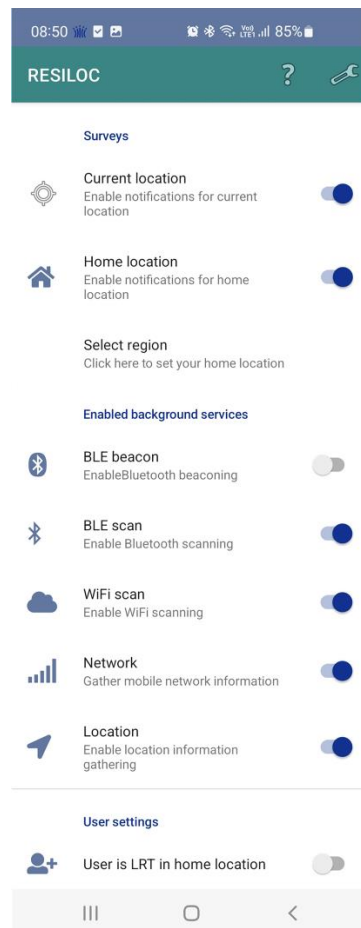 08:50 Vo) LTE1 85%
RESILOC ?
Surveys
Current location
Enable notifications for current
location
Home location
Enable notifications for home
location
Select region
Click here to set your home location
Enabled background services
BLE beacon
EnableBluetooth beaconing
BLE scan
Enable Bluetooth scanning
WiFi scan
Enable WiFi scanning
Network
Gather mobile network information
Location
Enable location information
gathering
User settings
User is LRT in home location